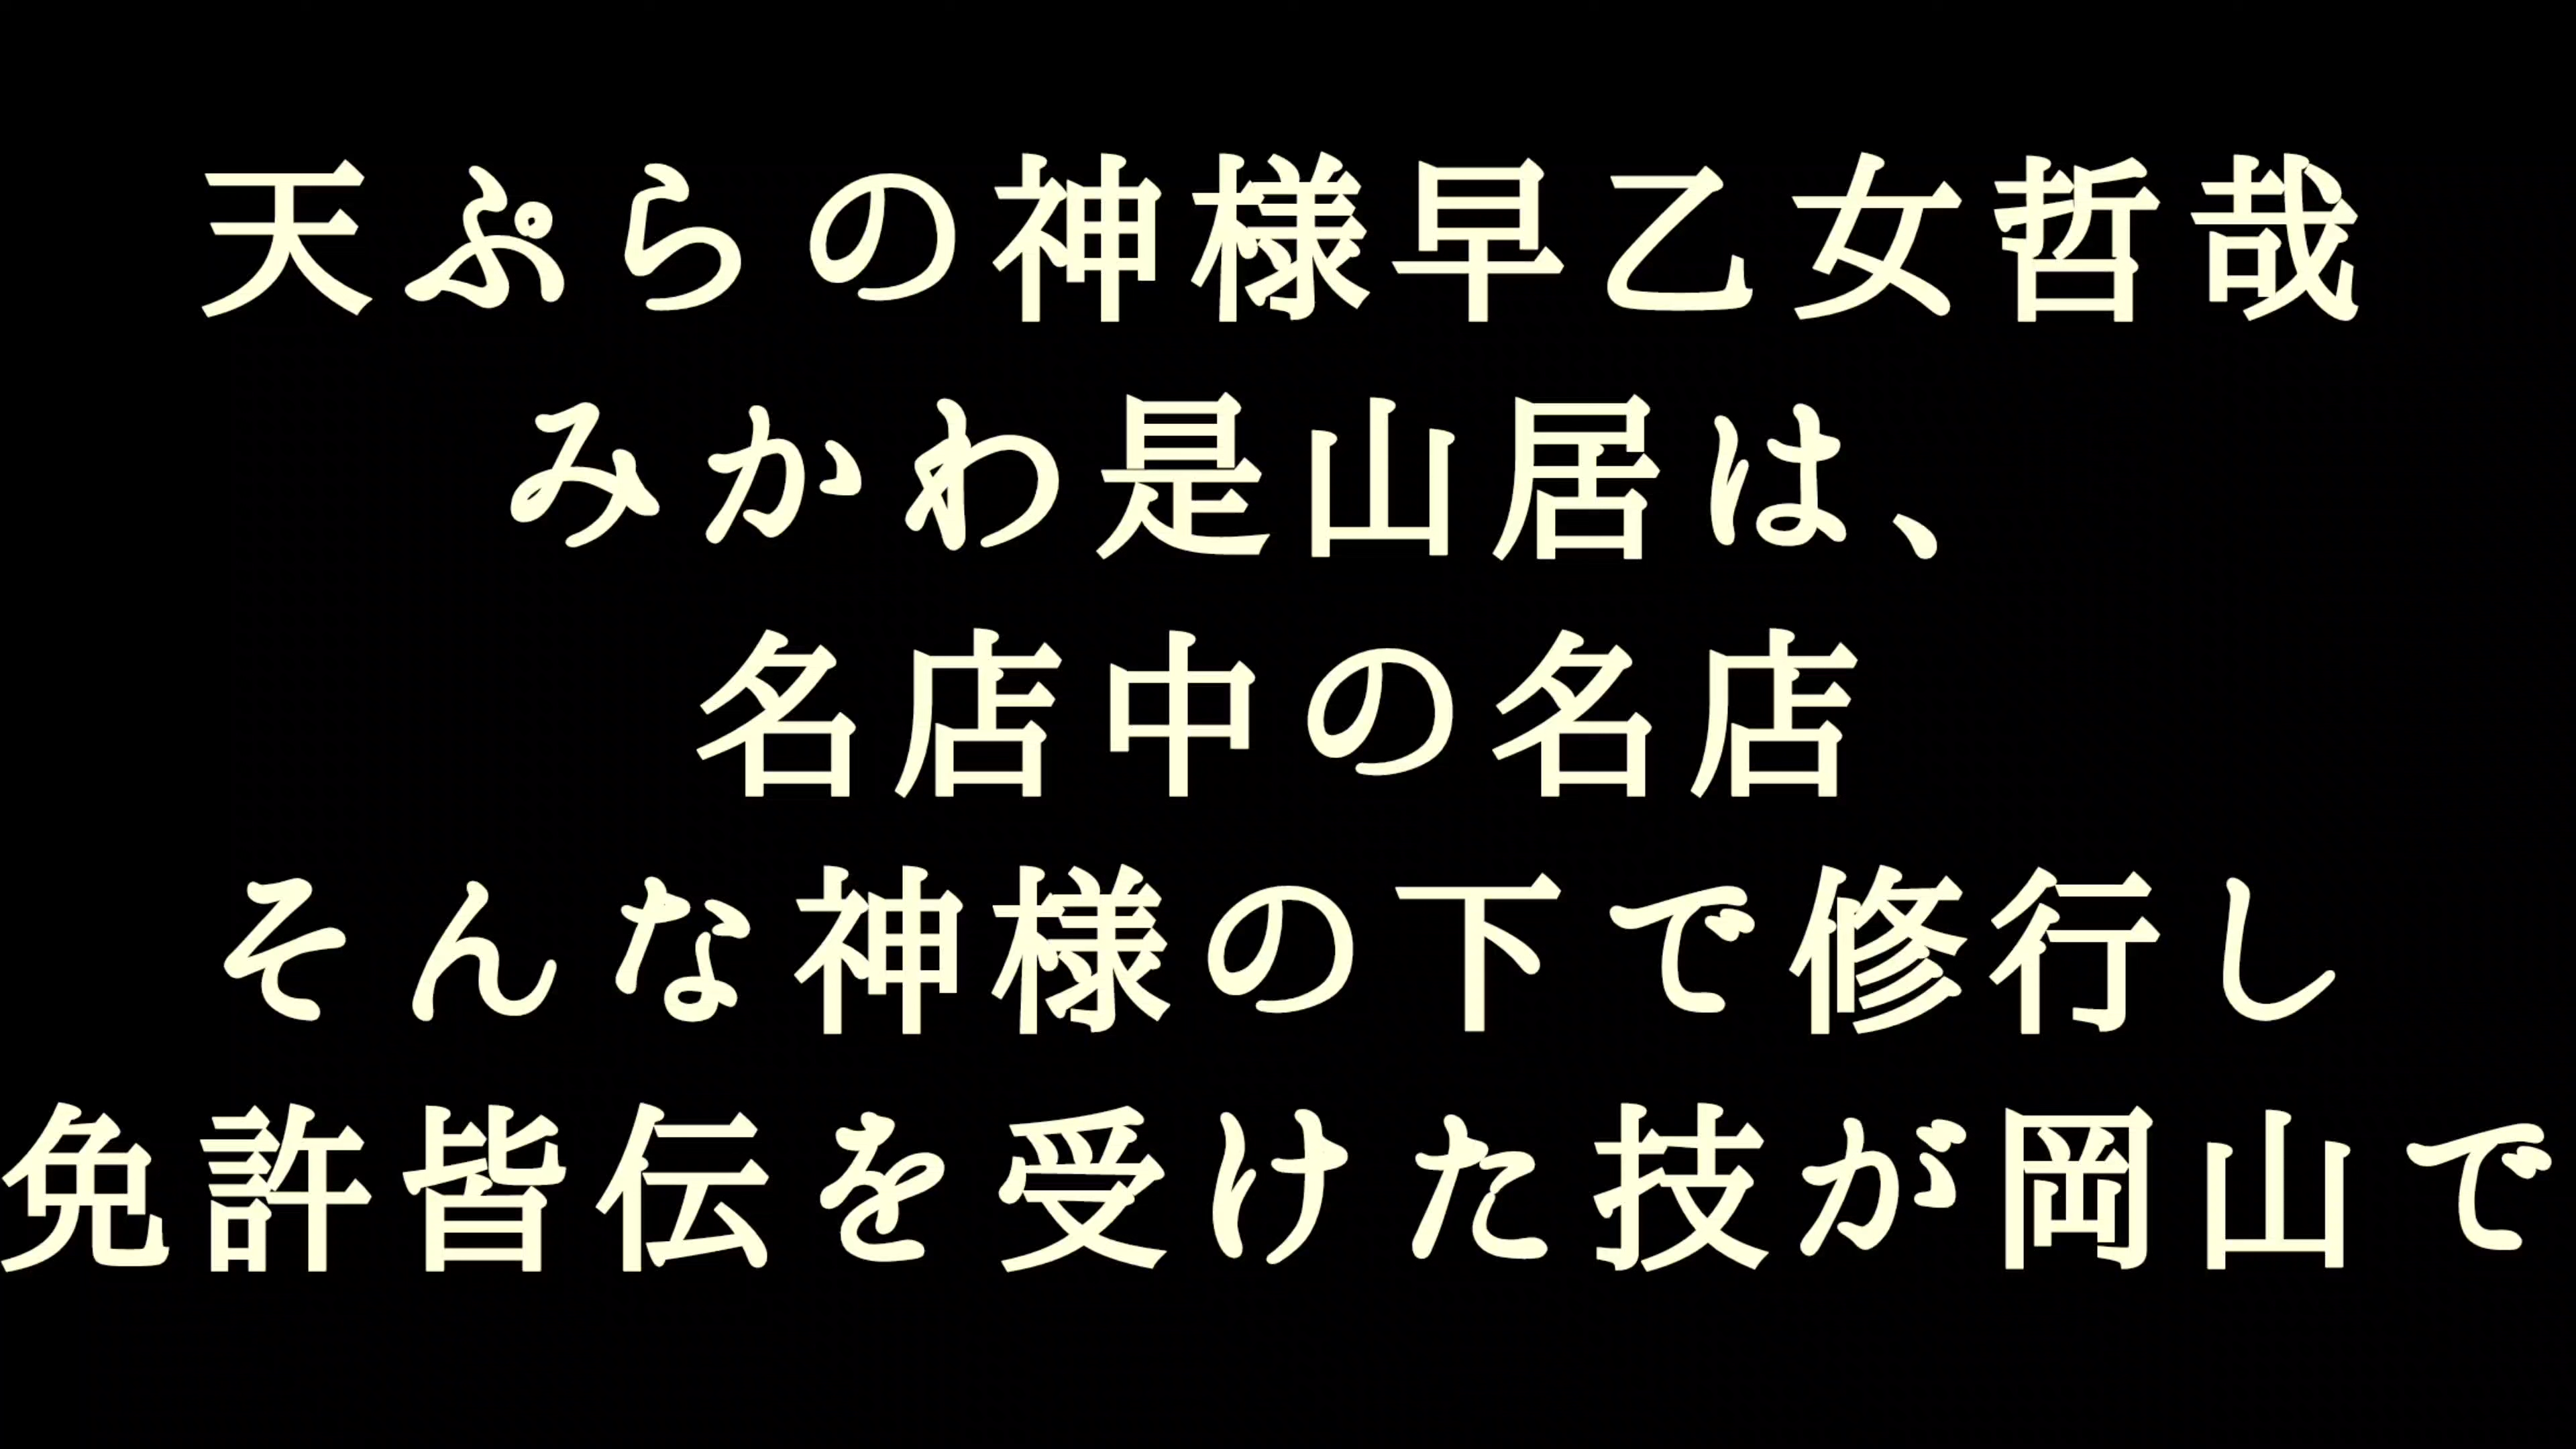 天ぷらの神様早乙女哲哉
みかわ是山居は、
名店中の名店
そんな神様の下で修行し
免許皆伝を受けた技が岡山で